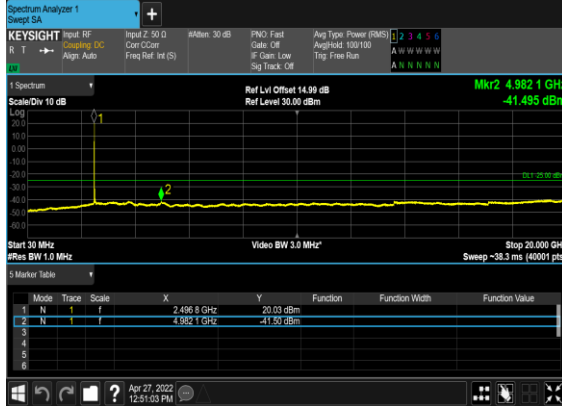 Spectrum Analyzer 1
Swept SA
+
KEYSIGHT Input: RF Input Z: 50 Ω #Atten: 30 dB PNO: Fast Avg Type: Power (RMS) 1 2 3 4 5 6
R T Coupling: DC Corr CCorr Gate: Off Avg|Hold: 100/100 A W W W W W
Align: Auto Freq Ref: Int (S) IF Gain: Low Trig: Free Run
LXI Sig Track: Off A N N N N N
1 Spectrum Ref Lvl Offset 14.99 dB Mkr2 4.982 1 GHz
Scale/Div 10 dB Ref Level 30.00 dBm -41.495 dBm
Log
20.0
10.0
0.00
-10.0
-20.0
-30.0
-40.0
-50.0
-60.0
1
2
DL1 -25.00 dBm
Start 30 MHz Video BW 3.0 MHz* Stop 20.000 GHz
#Res BW 1.0 MHz Sweep ~38.3 ms (40001 pts)
5 Marker Table
Mode Trace Scale X Y Function Function Width Function Value
1 N 1 f 2.496 8 GHz 20.03 dBm
2 N 1 f 4.982 1 GHz -41.50 dBm
3
4
5
6
? Apr 27, 2022
12:51:03 PM